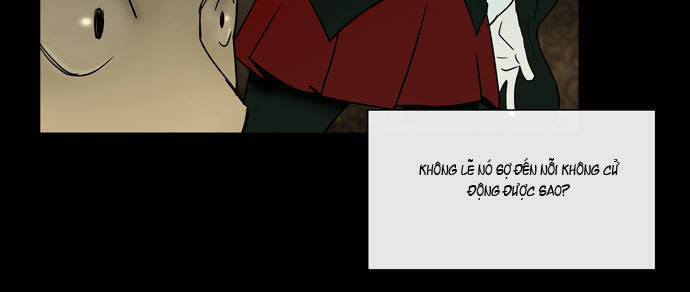 KHÔNG LẼ NÓ SỢ ĐẾN NỖI KHÔNG CỬ
ĐỘNG ĐƯỢC SAO?